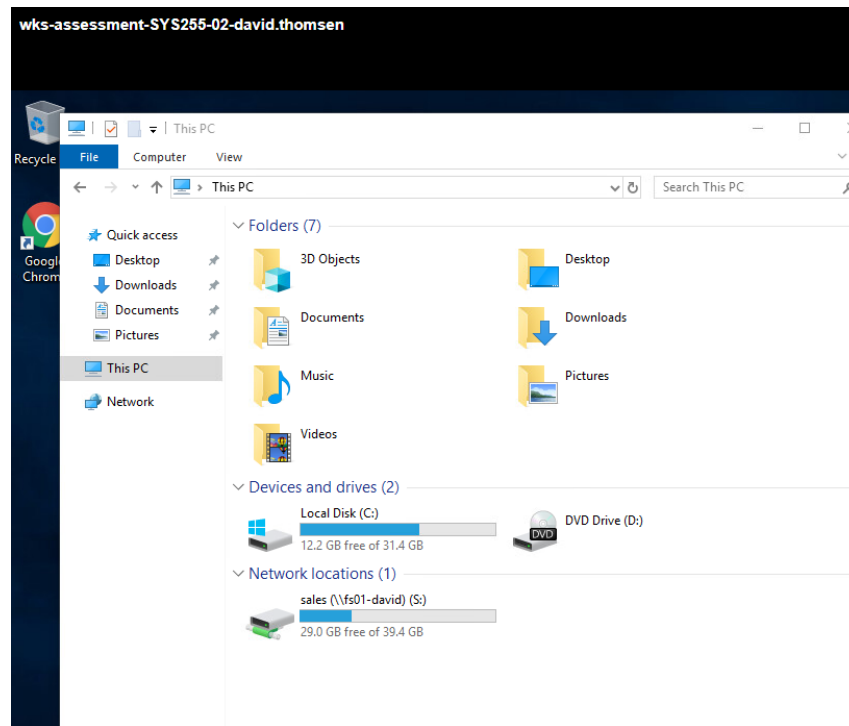 wks-assessment-SYS255-02-david.thomsen
This PC
Recycle
File Computer View
This PC
Search This PC
Google
Chrom
Quick access
Desktop
Downloads
Documents
Pictures
This PC
Network
Folders (7)
3D Objects
Desktop
Documents
Downloads
Music
Pictures
Videos
Devices and drives (2)
Local Disk (C:)
12.2 GB free of 31.4 GB
DVD Drive (D:)
DVD
Network locations (1)
sales (\\fs01-david) (S:)
29.0 GB free of 39.4 GB